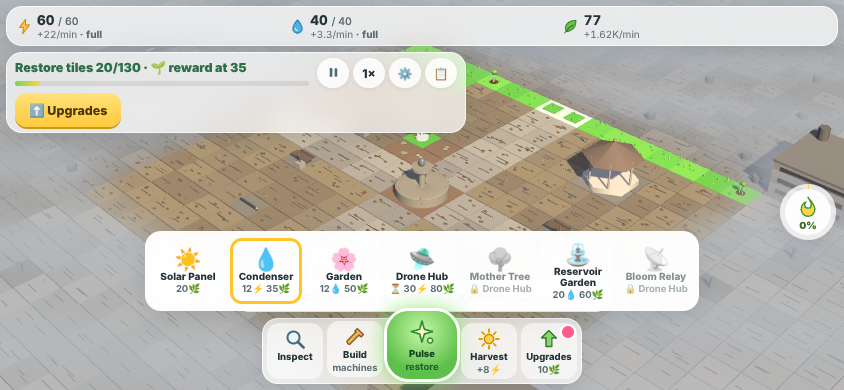 60 / 60
+22/min · full
40 / 40
+3.3/min · full
77
+1.62K/min
Restore tiles 20/130 · 🌱 reward at 35
1×
⬆️ Upgrades
0%
Solar Panel
20🌿
Condenser
12⚡ 35🌿
Garden
12💧 50🌿
Drone Hub
⏳ 30⚡ 80🌿
Mother Tree
🔒 Drone Hub
Reservoir
Garden
20💧 60🌿
Bloom Relay
🔒 Drone Hub
Inspect
Build
machines
Pulse
restore
Harvest
+8⚡
Upgrades
10🌿